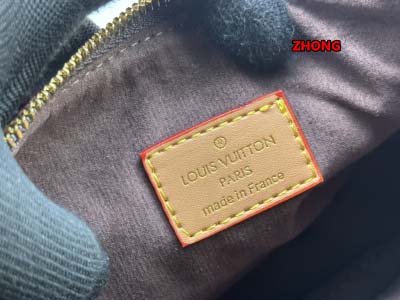 ZHONG
®
LOUIS VUITTON
PARIS
made in France